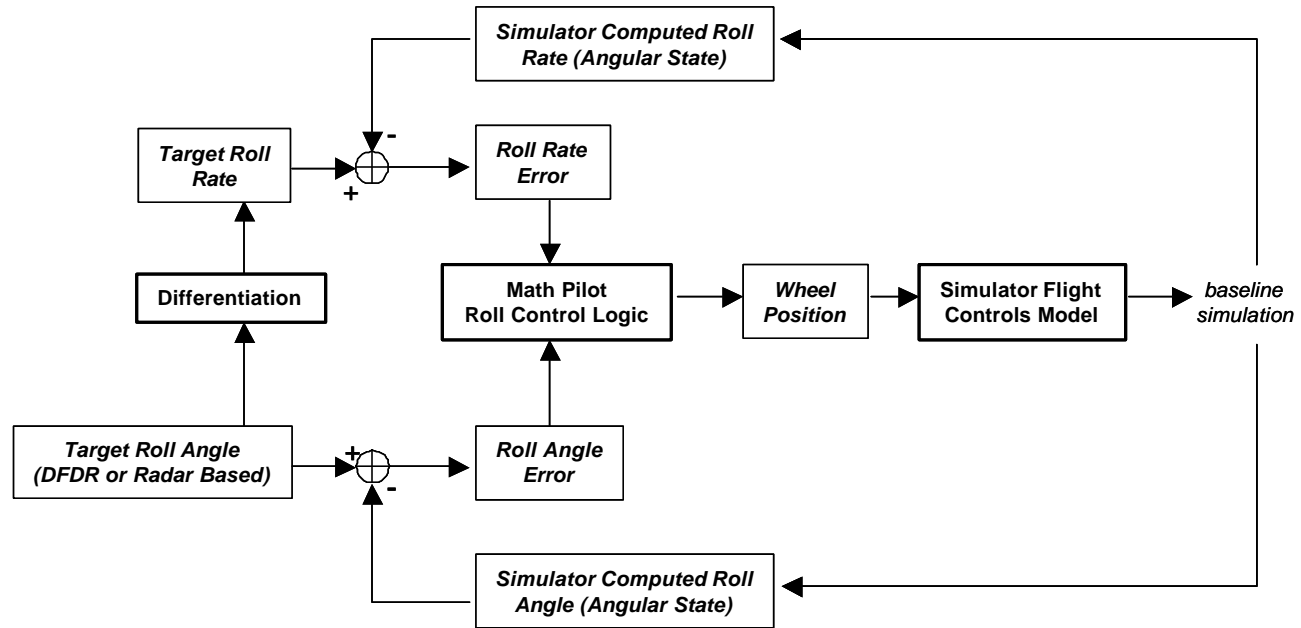 Simulator Computed Roll
Rate (Angular State)
-
Target Roll
Rate
+
Roll Rate
Error
Differentiation
Math Pilot
Roll Control Logic
Wheel
Position
Simulator Flight
Controls Model
baseline
simulation
Target Roll Angle
(DFDR or Radar Based)
+
-
Roll Angle
Error
Simulator Computed Roll
Angle (Angular State)